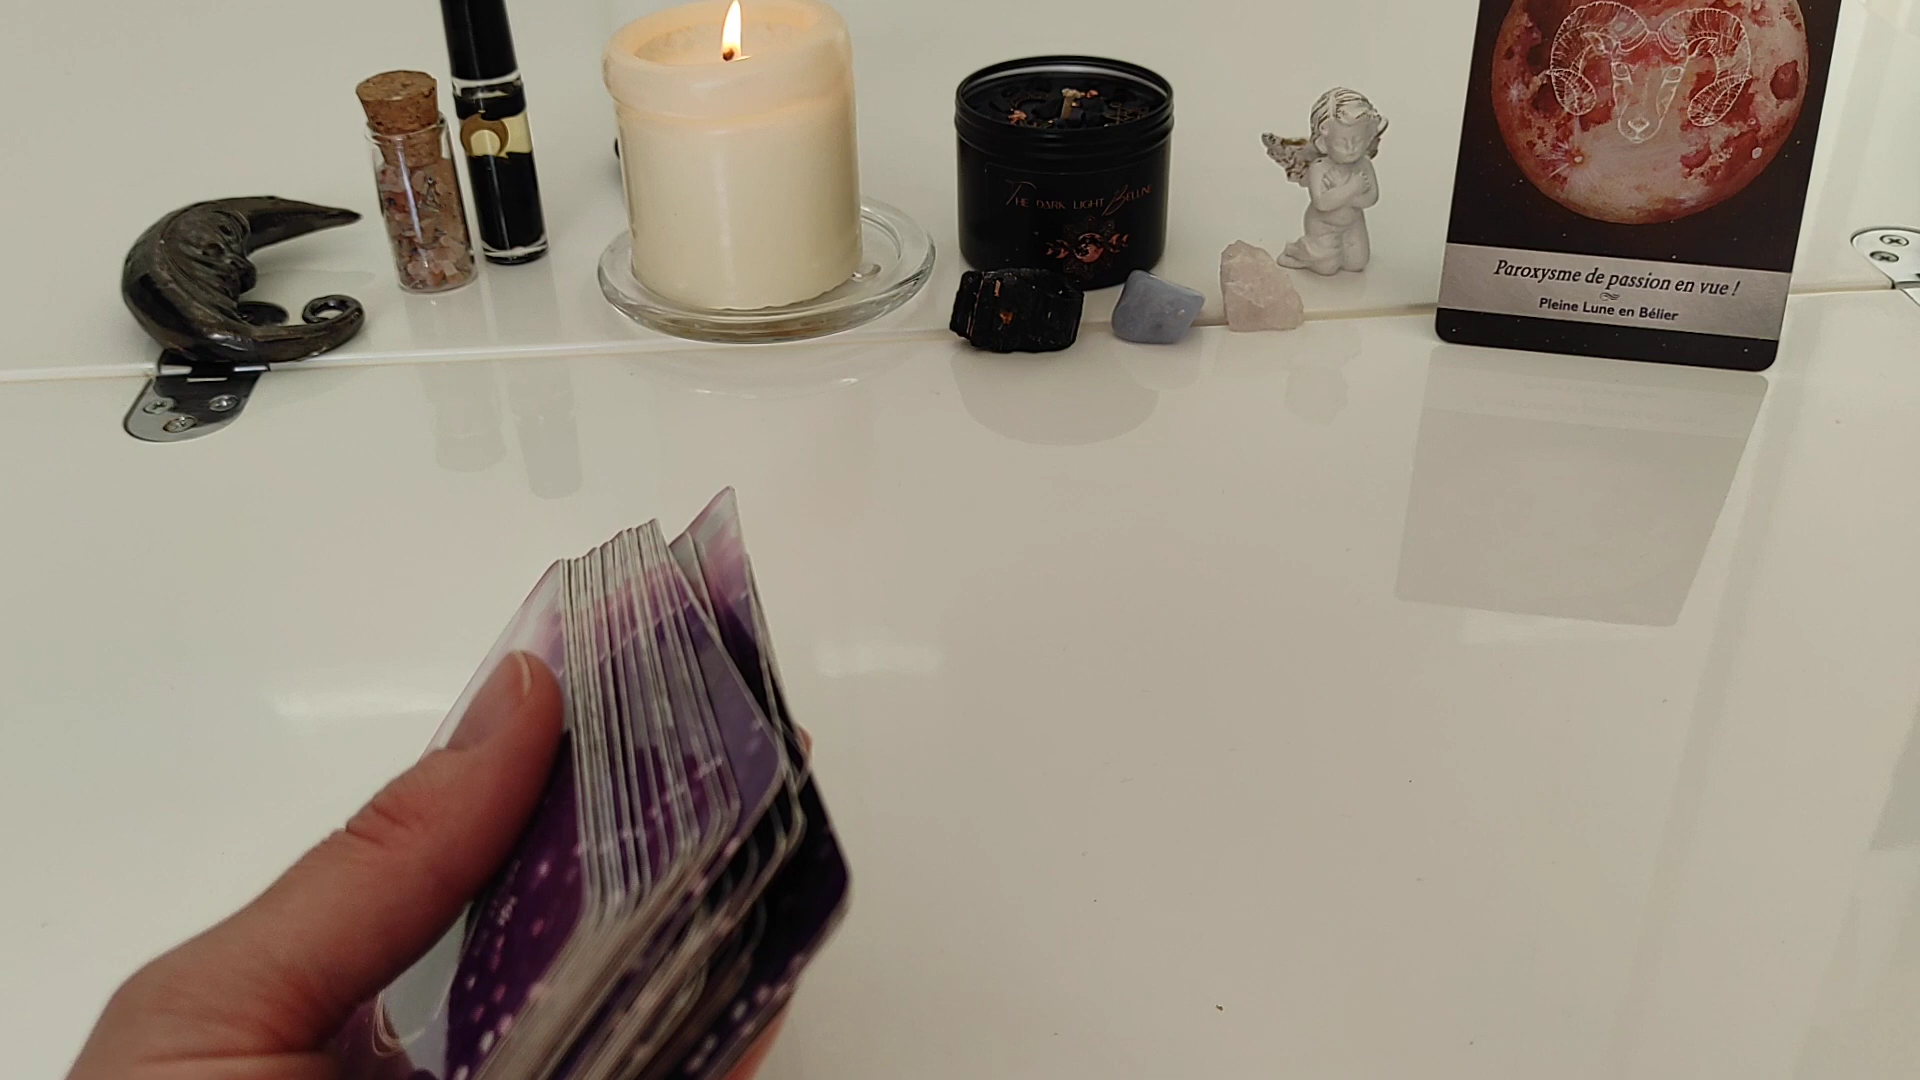 THE DARK LIGHT BELLINE
Paroxysme de passion en vue !
Pleine Lune en Bélier